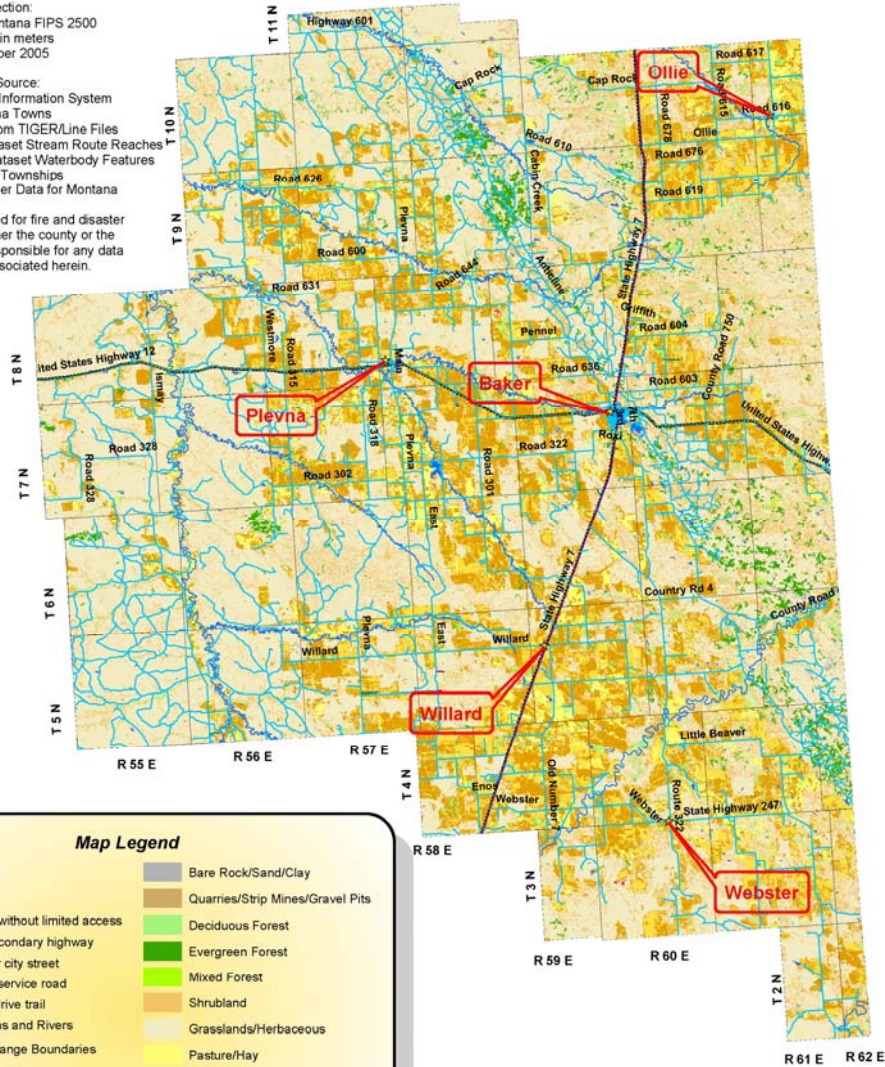 ection:
ntana FIPS 2500
in meters
ber 2005
Source:
Information System
na Towns
om TIGER/Line Files
aset Stream Route Reaches
ataset Waterbody Features
Townships
er Data for Montana
ed for fire and disaster
her the county or the
sponsible for any data
ssociated herein.
T 11 N
Highway 601
Cap Rock
Cap Rock
Ollie
Road 617
Road 615
Road 616
Road 678
Ollie
T 10 N
Road 610
Road 676
Cabin Creek
Road 626
Road 619
Plevna
T 9 N
State Highway 7
Road 600
Road 644
Anticline
Road 631
Griffith
Westmore
Road 315
Pennel
Road 604
County Road 750
T 8 N
ited States Highway 12
Main
Road 636
Ismay
Baker
Road 603
Plevna
3rd
7th
United States Highw
Road 318
Road 322
Road 328
Plevna
T 7 N
Road 328
Road 302
Road 301
East
State Highway 7
T 6 N
Country Rd 4
County Road
Plevna
East
Willard
Willard
T 5 N
Willard
Little Beaver
R 55 E
R 56 E
R 57 E
T 4 N
Enos
Webster
Old Number 7
Webster
Route 322
State Highway 247
R 58 E
T 3 N
Webster
R 59 E
R 60 E
T 2 N
R 61 E
R 62 E
Map Legend
Bare Rock/Sand/Clay
Quarries/Strip Mines/Gravel Pits
without limited access
Deciduous Forest
condary highway
Evergreen Forest
r city street
service road
Mixed Forest
rive trail
Shrubland
ns and Rivers
Grasslands/Herbaceous
ange Boundaries
Pasture/Hay